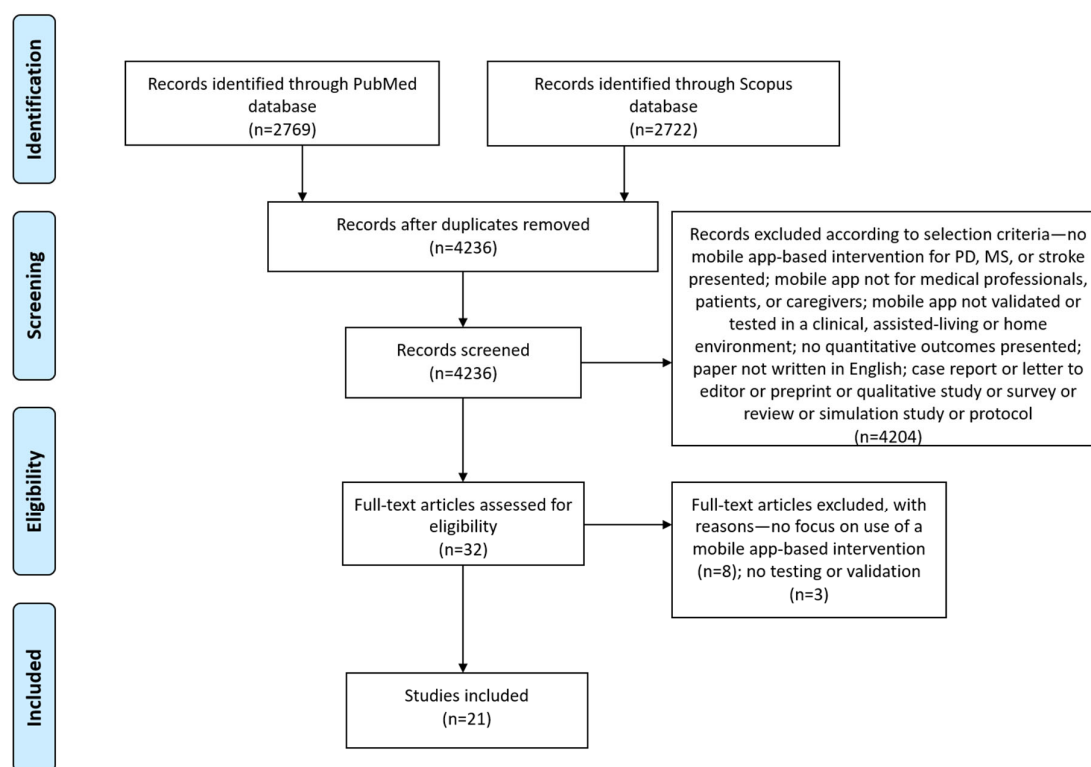 Identification
Records identified through PubMed
database
(n=2769)
Records identified through Scopus
database
(n=2722)
Records after duplicates removed
(n=4236)
Screening
Records screened
(n=4236)
Records excluded according to selection criteria—no
mobile app-based intervention for PD, MS, or stroke
presented; mobile app not for medical professionals,
patients, or caregivers; mobile app not validated or
tested in a clinical, assisted-living or home
environment; no quantitative outcomes presented;
paper not written in English; case report or letter to
editor or preprint or qualitative study or survey or
review or simulation study or protocol
(n=4204)
Eligibility
Full-text articles assessed for
eligibility
(n=32)
Full-text articles excluded, with
reasons—no focus on use of a
mobile app-based intervention
(n=8); no testing or validation
(n=3)
Included
Studies included
(n=21)